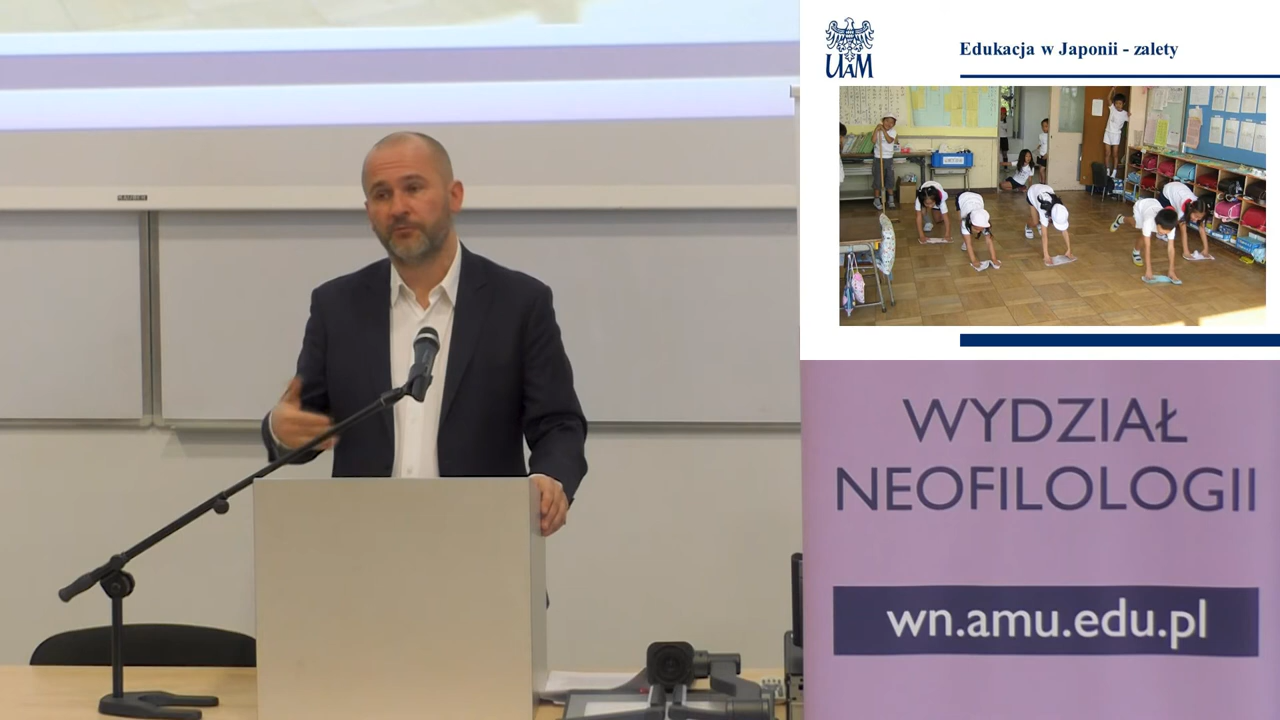 UAM
Edukacja w Japonii - zalety
WYDZIAŁ
NEOFILOLOGII
wn.amu.edu.pl